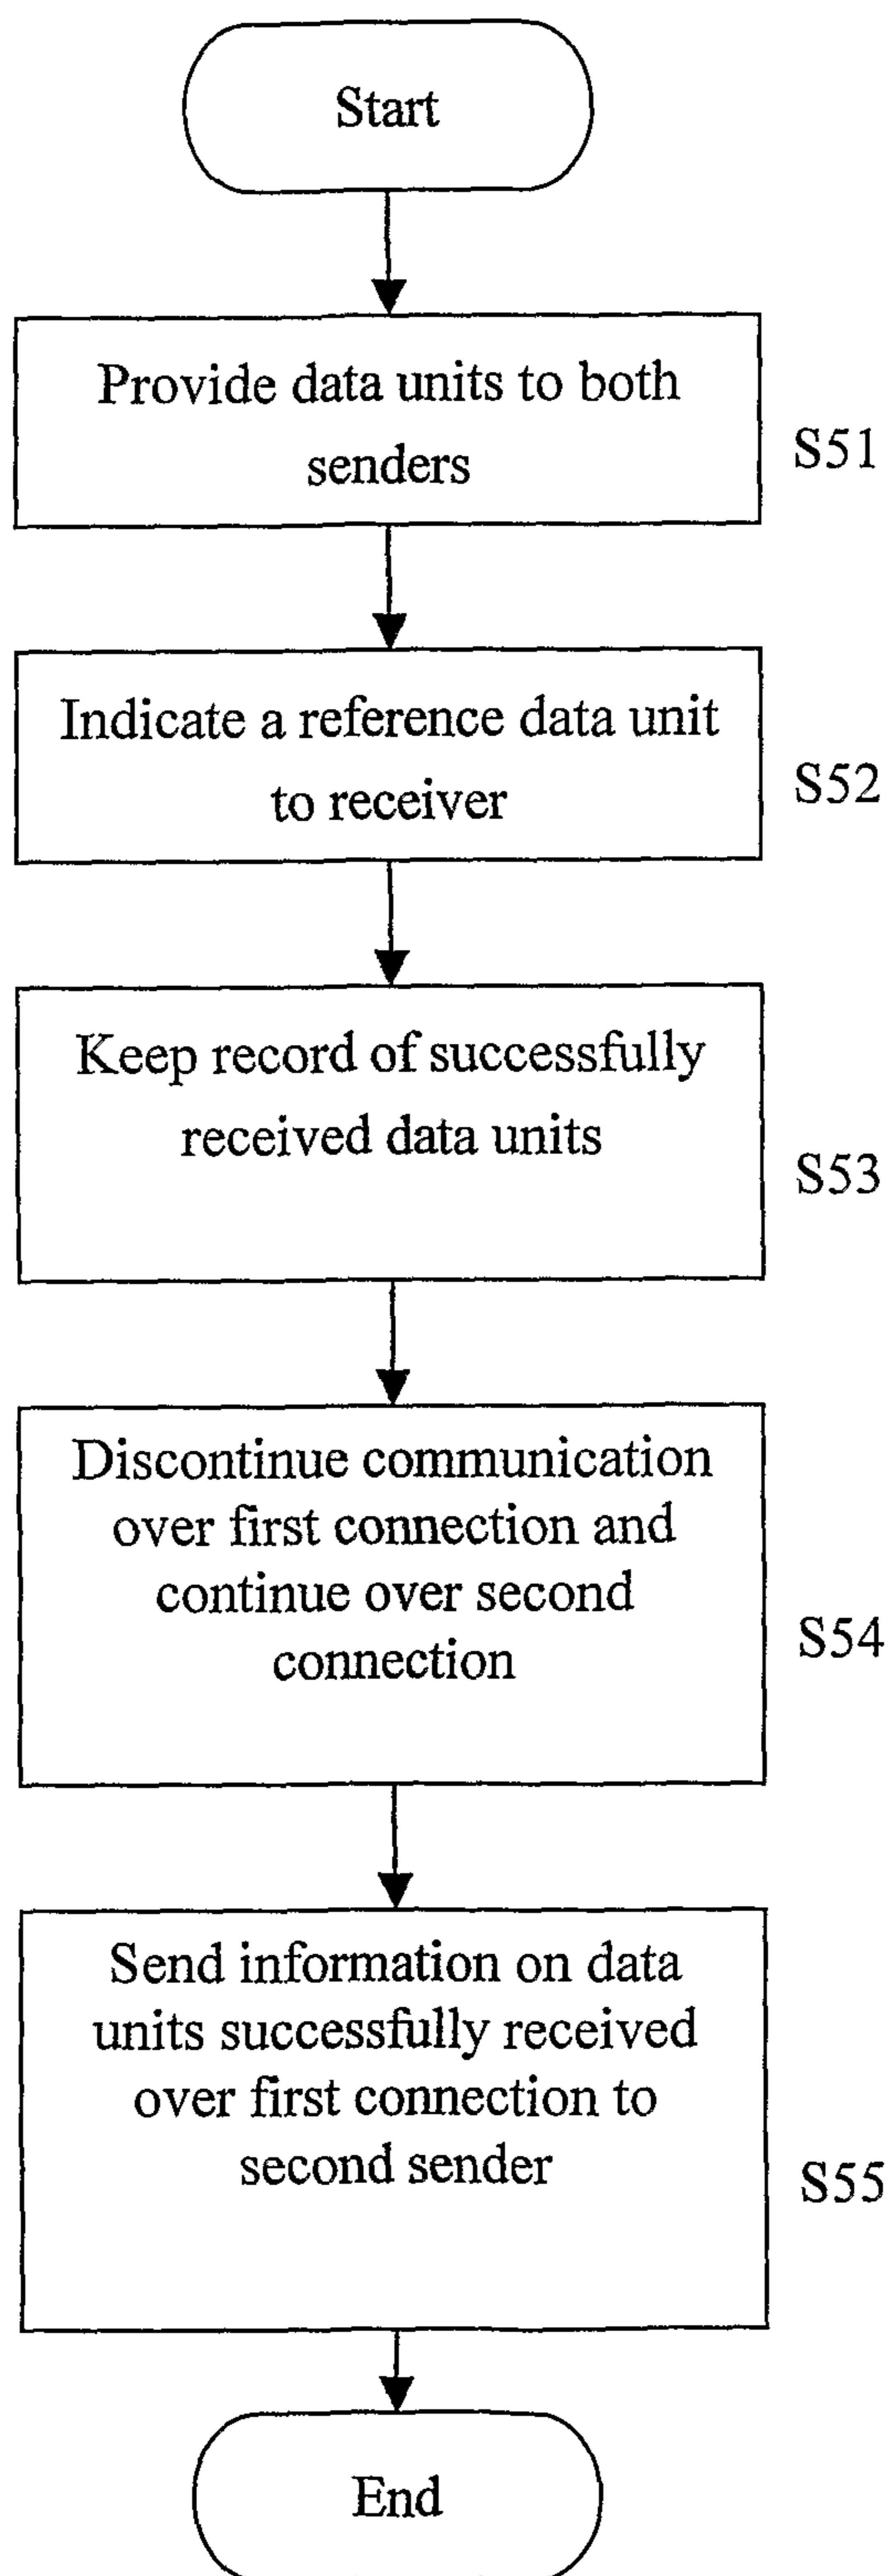 Start
Provide data units to both
senders
S51
Indicate a reference data unit
to receiver
S52
Keep record of successfully
received data units
S53
Discontinue communication
over first connection and
continue over second
connection
S54
Send information on data
units successfully received
over first connection to
second sender
S55
End